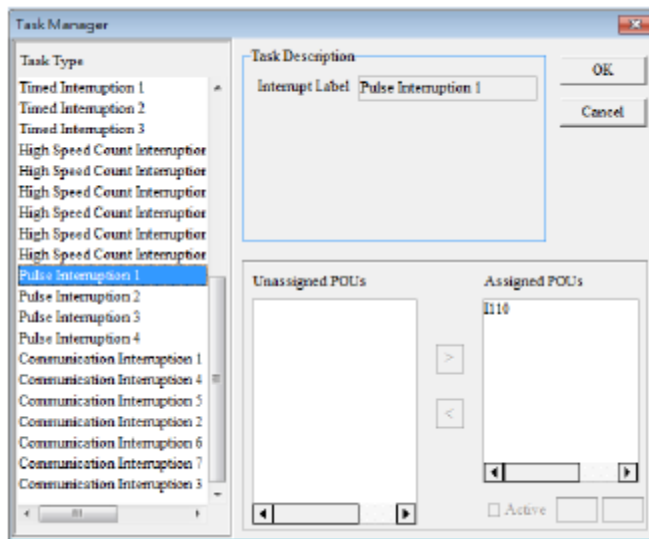 Task Manager
Task Type
Timed Interruption 1
Timed Interruption 2
Timed Interruption 3
High Speed Count Interruption
High Speed Count Interruption
High Speed Count Interruption
High Speed Count Interruption
High Speed Count Interruption
High Speed Count Interruption
Pulse Interruption 1
Pulse Interruption 2
Pulse Interruption 3
Pulse Interruption 4
Communication Interruption 1
Communication Interruption 4
Communication Interruption 5
Communication Interruption 2
Communication Interruption 6
Communication Interruption 7
Communication Interruption 3
Task Description
Interrupt Label Pulse Interruption 1
OK
Cancel
Unassigned POUs
>
<
Assigned POUs
I110
Active